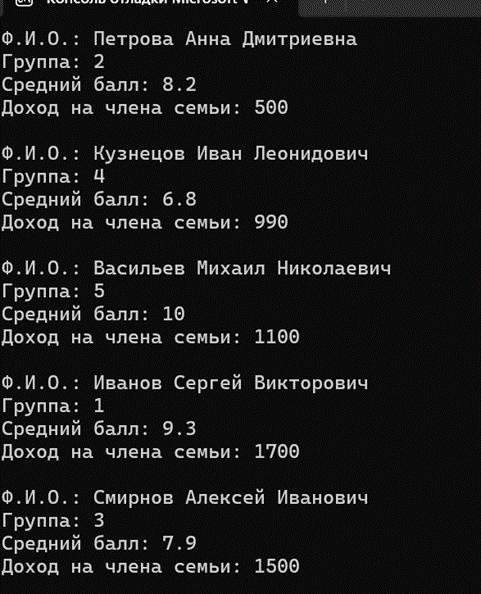 Консоль отладки Microsoft V
Ф.И.О.: Петрова Анна Дмитриевна
Группа: 2
Средний балл: 8.2
Доход на члена семьи: 500
Ф.И.О.: Кузнецов Иван Леонидович
Группа: 4
Средний балл: 6.8
Доход на члена семьи: 990
Ф.И.О.: Васильев Михаил Николаевич
Группа: 5
Средний балл: 10
Доход на члена семьи: 1100
Ф.И.О.: Иванов Сергей Викторович
Группа: 1
Средний балл: 9.3
Доход на члена семьи: 1700
Ф.И.О.: Смирнов Алексей Иванович
Группа: 3
Средний балл: 7.9
Доход на члена семьи: 1500